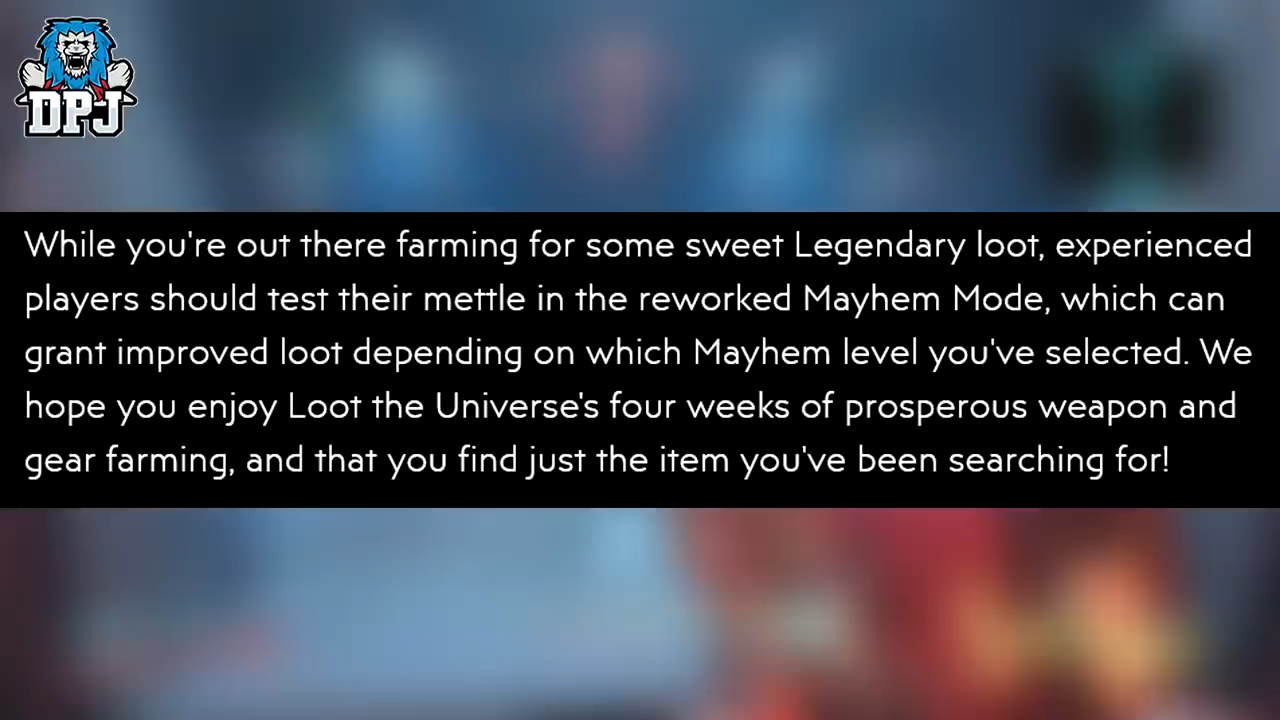 DPJ
While you're out there farming for some sweet Legendary loot, experienced
players should test their mettle in the reworked Mayhem Mode, which can
grant improved loot depending on which Mayhem level you've selected. We
hope you enjoy Loot the Universe's four weeks of prosperous weapon and
gear farming, and that you find just the item you've been searching for!